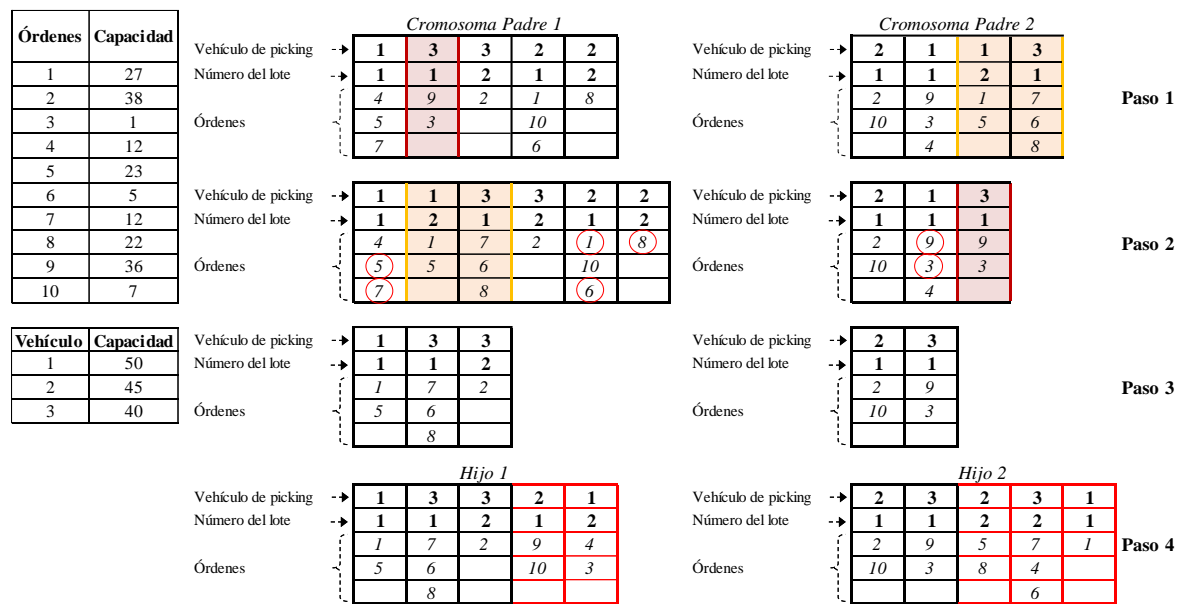 Órdenes Capacidad
1 27
2 38
3 1
4 12
5 23
6 5
7 12
8 22
9 36
10 7
Vehículo Capacidad
1 50
2 45
3 40
Cromosoma Padre 1
Vehículo de picking 1 3 3 2 2
Número del lote 1 1 2 1 2
4 9 2 1 8
Órdenes 5 3 10
7 6
Cromosoma Padre 2
Vehículo de picking 2 1 1 3
Número del lote 1 1 2 1
2 9 1 7 Paso 1
Órdenes 10 3 5 6
4 8
Vehículo de picking 1 1 3 3 2 2
Número del lote 1 2 1 2 1 2
4 1 7 2 1 8
Órdenes 5 5 6 10
7 8 6
Vehículo de picking 2 1 3
Número del lote 1 1 1
2 9 9 Paso 2
Órdenes 10 3 3
4
Vehículo de picking 1 3 3
Número del lote 1 1 2
1 7 2
Órdenes 5 6
8
Vehículo de picking 2 3
Número del lote 1 1
2 9 Paso 3
Órdenes 10 3
Hijo 1
Vehículo de picking 1 3 3 2 1
Número del lote 1 1 2 1 2
1 7 2 9 4
Órdenes 5 6 10 3
8
Hijo 2
Vehículo de picking 2 3 2 3 1
Número del lote 1 1 2 2 1
2 9 5 7 1 Paso 4
Órdenes 10 3 8 4
6